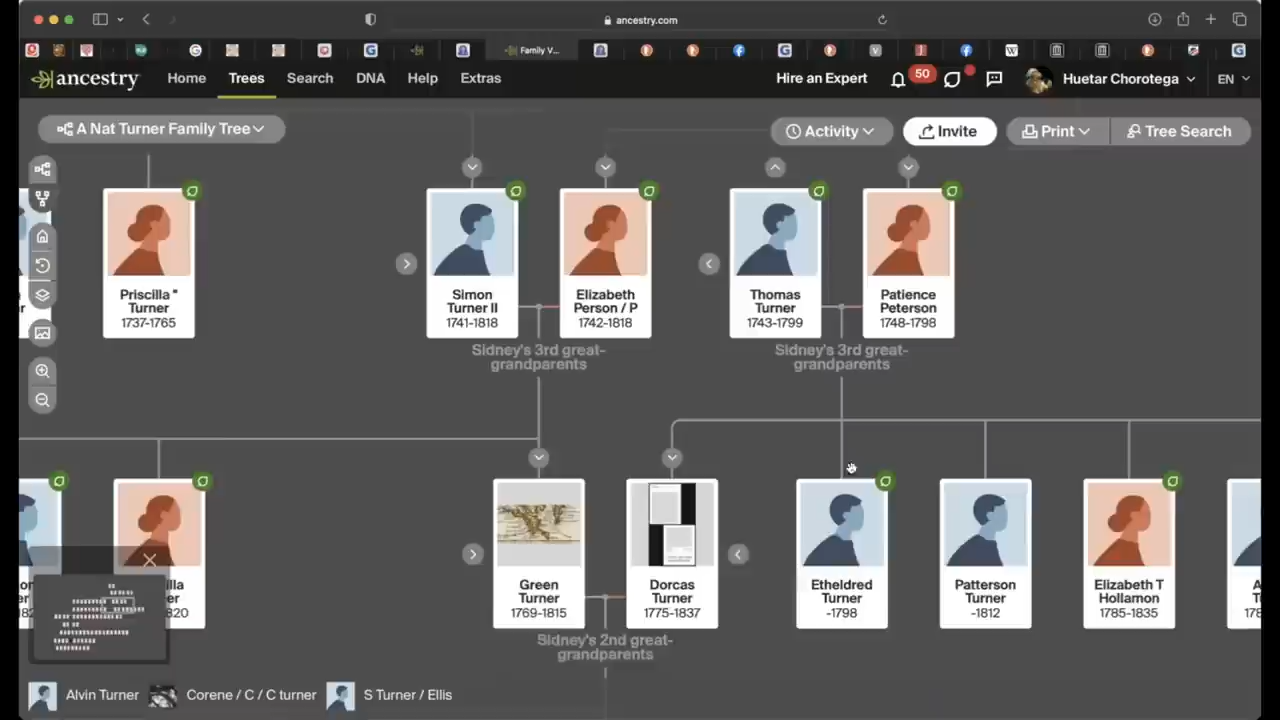 ancestry.com
Family V...
ancestry Home Trees Search DNA Help Extras Hire an Expert 50 Huetar Chorotega EN
A Nat Turner Family Tree Activity Invite Print Tree Search
Priscilla "
Turner
1737-1765
Simon
Turner II
1741-1818
Elizabeth
Person / P
1742-1818
Thomas
Turner
1743-1799
Patience
Peterson
1748-1798
Sidney's 3rd great-
grandparents
Sidney's 3rd great-
grandparents
Green
Turner
1769-1815
Dorcas
Turner
1775-1837
Etheldred
Turner
-1798
Patterson
Turner
-1812
Elizabeth T
Hollamon
1785-1835
Sidney's 2nd great-
grandparents
Alvin Turner Corene / C / C turner S Turner / Ellis